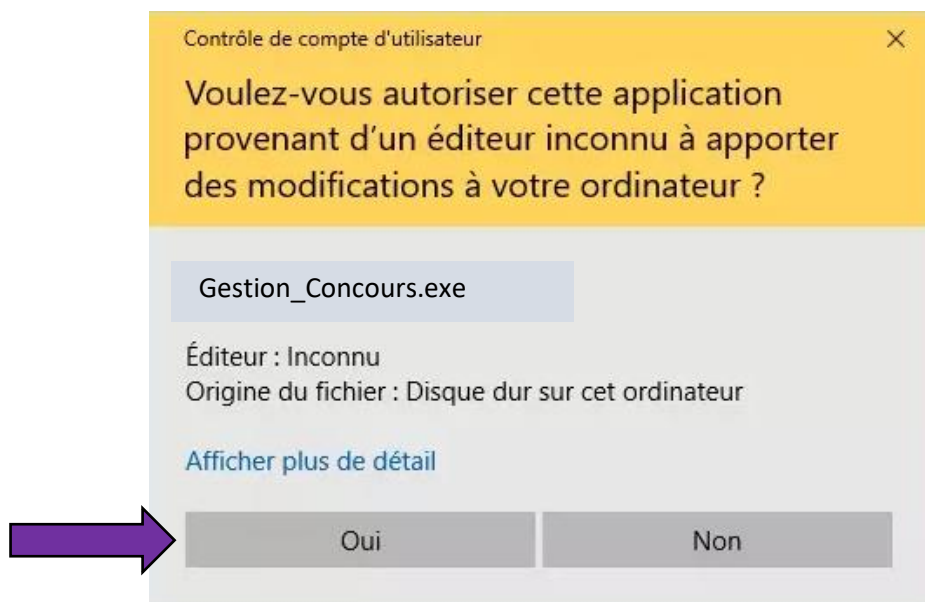 Contrôle de compte d'utilisateur
Voulez-vous autoriser cette application
provenant d’un éditeur inconnu à apporter
des modifications à votre ordinateur ?
Gestion_Concours.exe
Éditeur : Inconnu
Origine du fichier : Disque dur sur cet ordinateur
Afficher plus de détail
Oui
Non